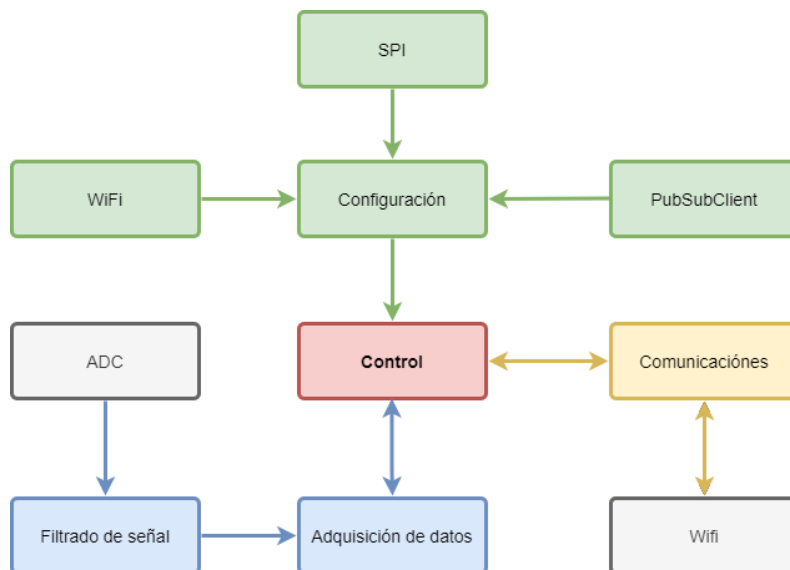 SPI
WiFi
Configuración
PubSubClient
ADC
Control
Comunicaciónes
Filtrado de señal
Adquisición de datos
Wifi